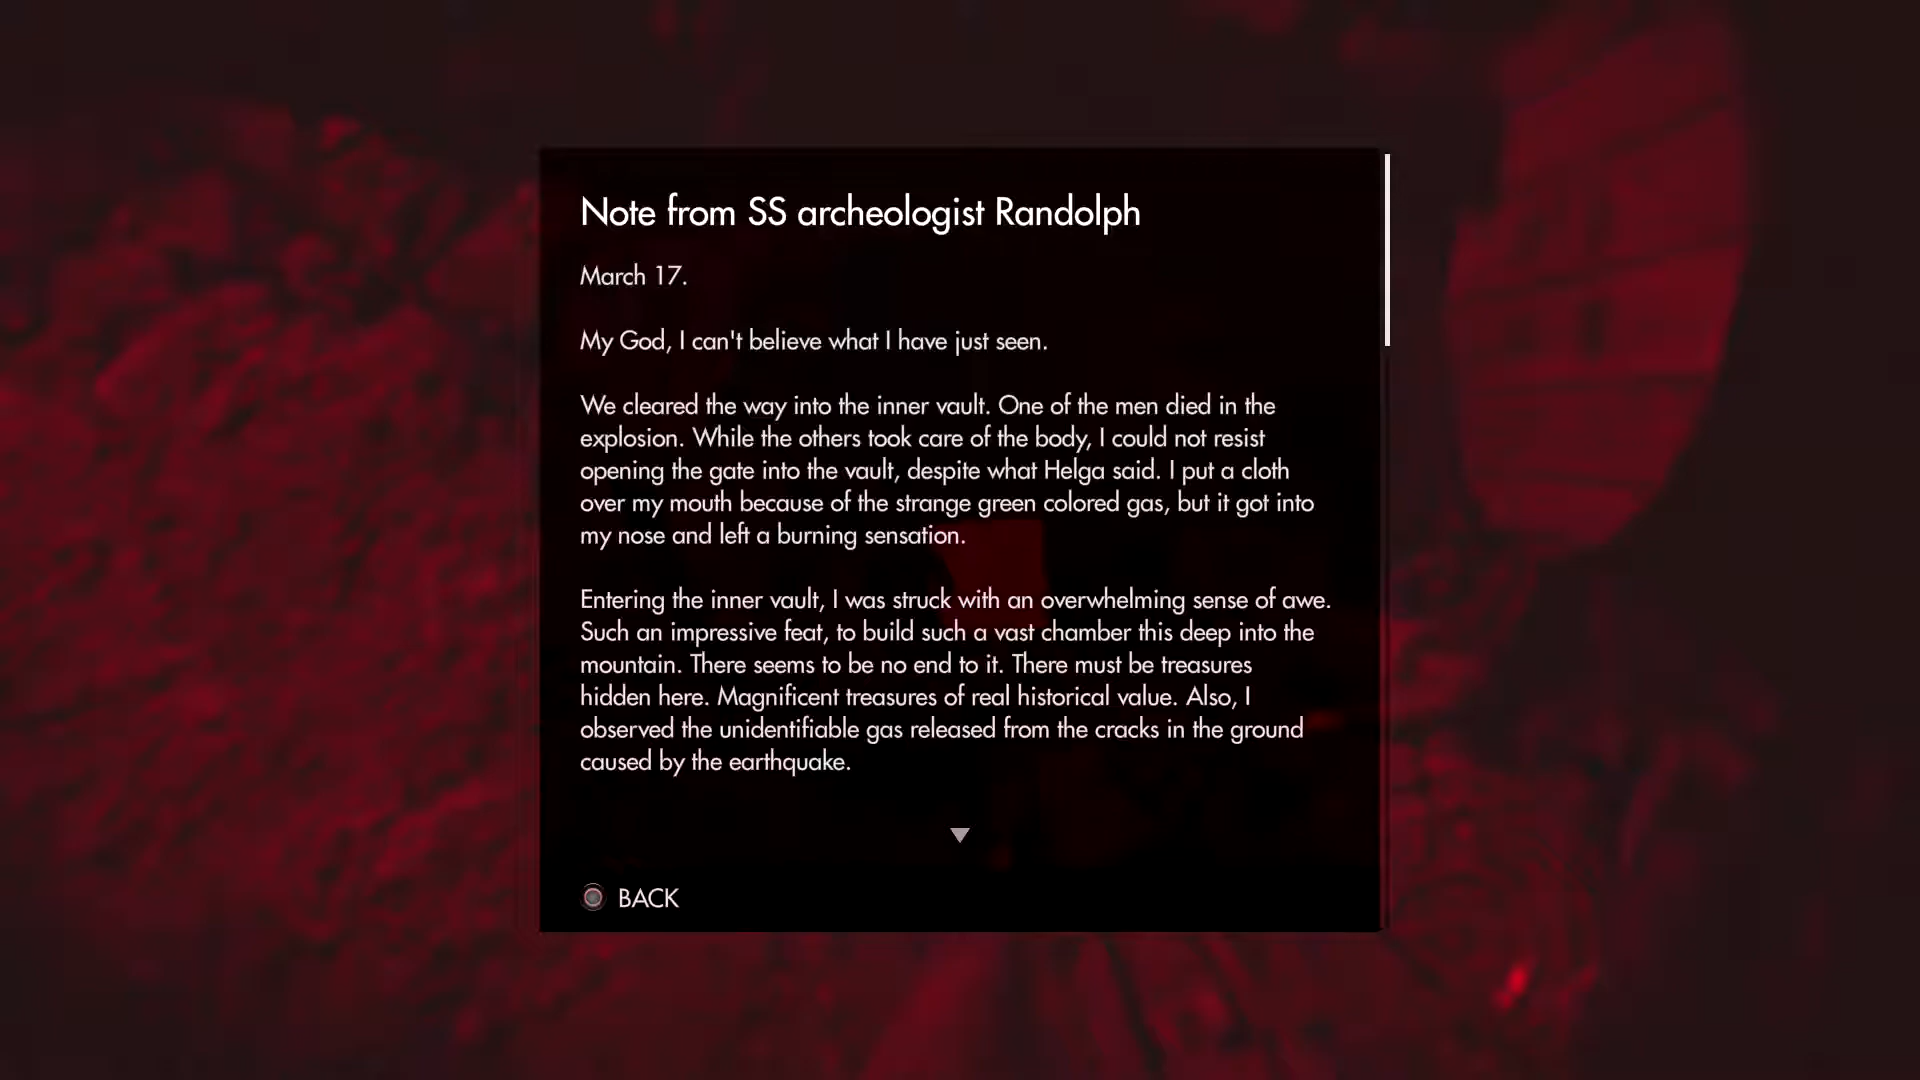 Note from SS archeologist Randolph
March 17.
My God, I can't believe what I have just seen.
We cleared the way into the inner vault. One of the men died in the
explosion. While the others took care of the body, I could not resist
opening the gate into the vault, despite what Helga said. I put a cloth
over my mouth because of the strange green colored gas, but it got into
my nose and left a burning sensation.
Entering the inner vault, I was struck with an overwhelming sense of awe.
Such an impressive feat, to build such a vast chamber this deep into the
mountain. There seems to be no end to it. There must be treasures
hidden here. Magnificent treasures of real historical value. Also, I
observed the unidentifiable gas released from the cracks in the ground
caused by the earthquake.
BACK